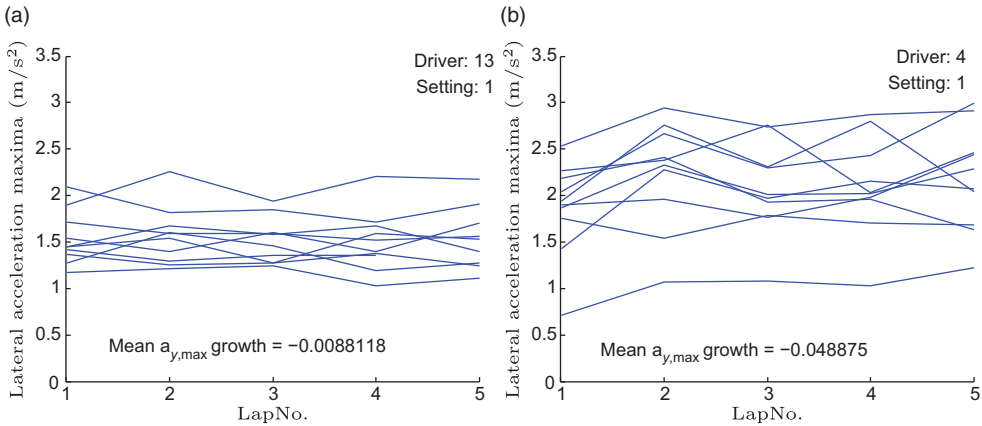 (a)
Lateral acceleration maxima (m/s²)
3.5
3
2.5
2
1.5
1
0.5
0
Driver: 13
Setting: 1
Mean a_y,max growth = −0.0088118
1 2 3 4 5
LapNo.
(b)
Lateral acceleration maxima (m/s²)
3.5
3
2.5
2
1.5
1
0.5
0
Driver: 4
Setting: 1
Mean a_y,max growth = −0.048875
1 2 3 4 5
LapNo.